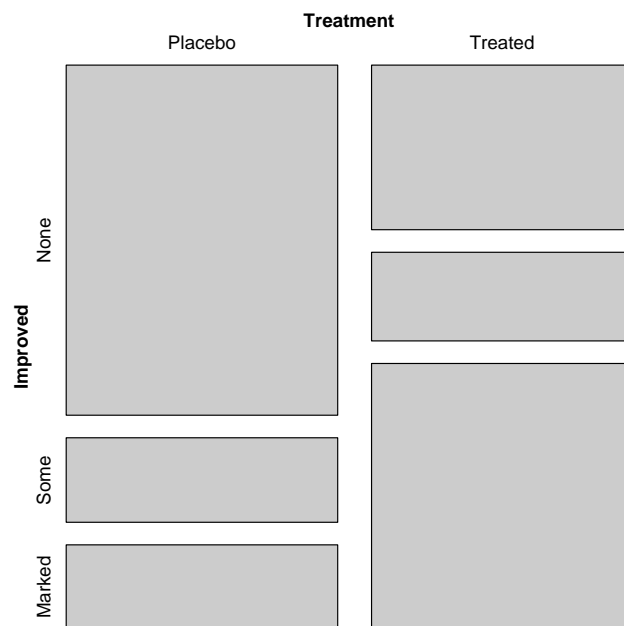 Treatment
Placebo Treated
Improved
None
Some
Marked